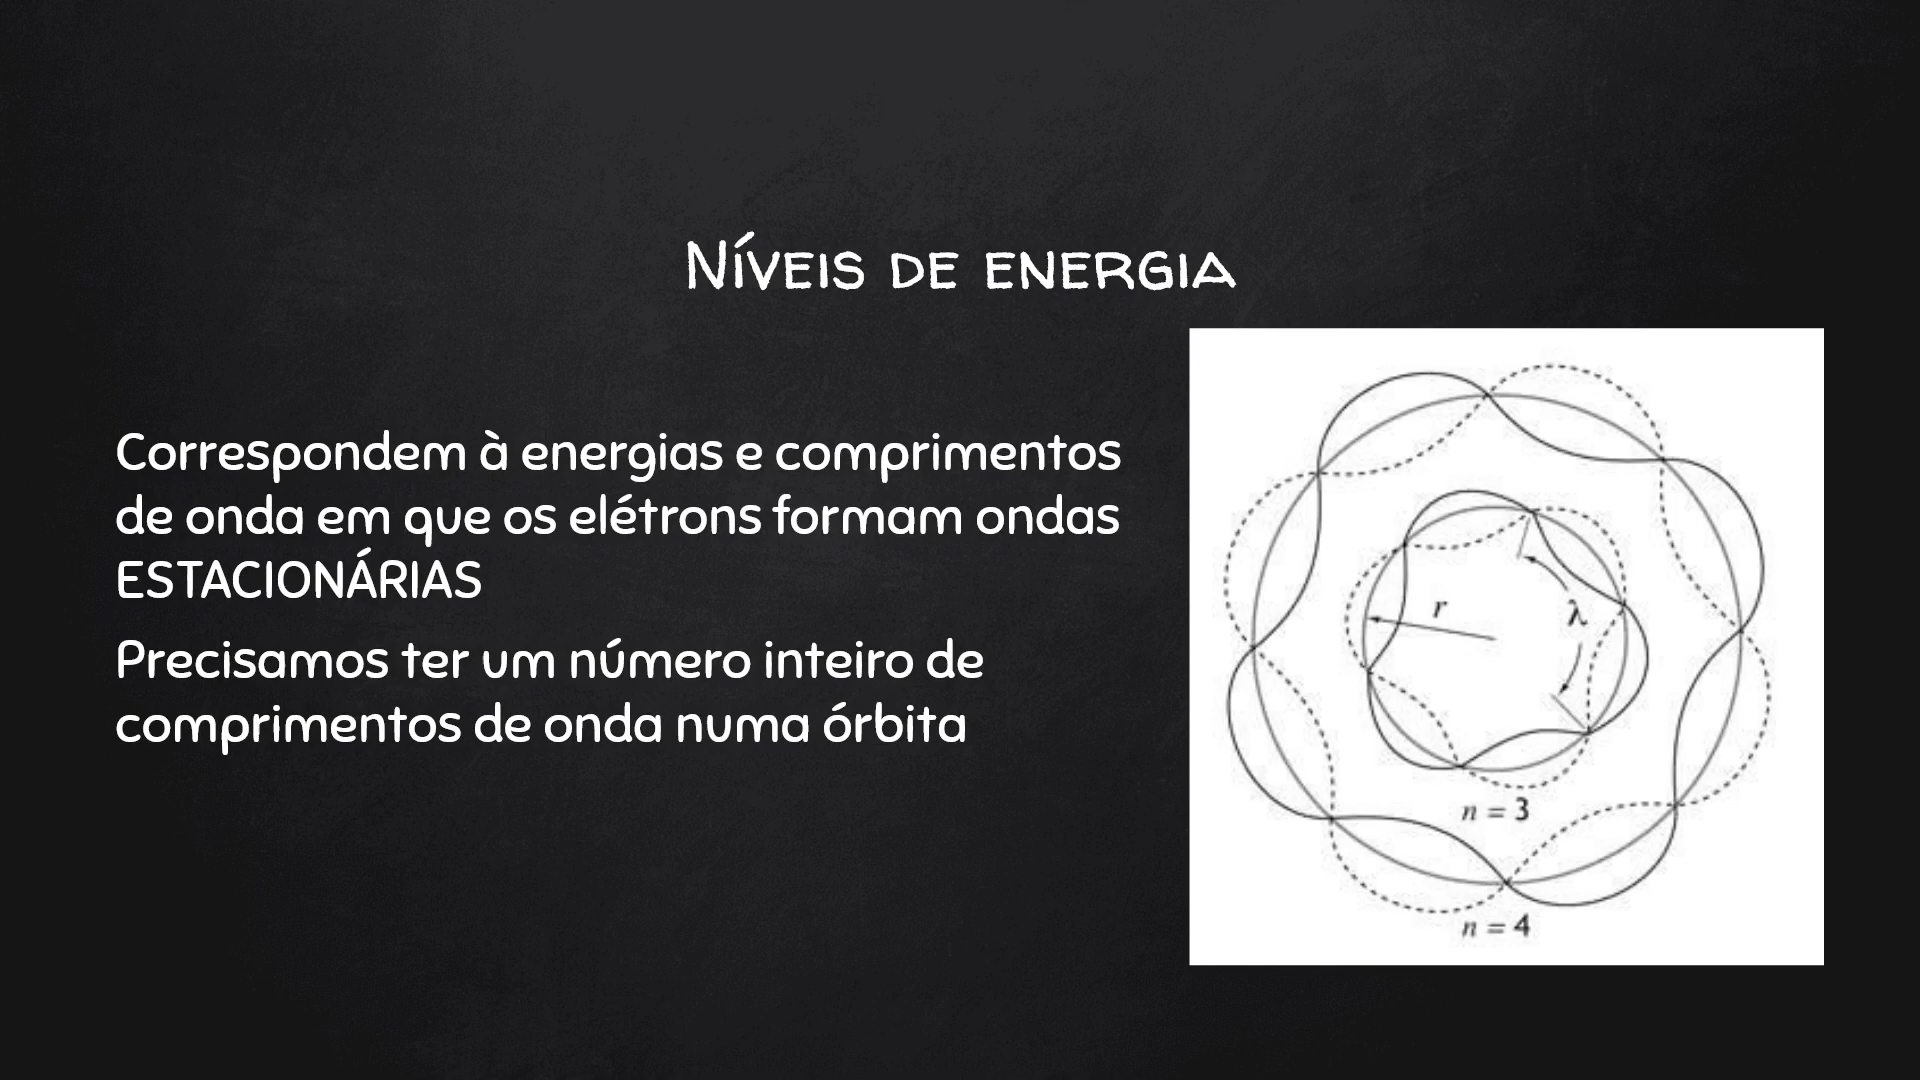 Níveis de energia
Correspondem à energias e comprimentos
de onda em que os elétrons formam ondas
ESTACIONÁRIAS
Precisamos ter um número inteiro de
comprimentos de onda numa órbita
r
λ
n = 3
n = 4